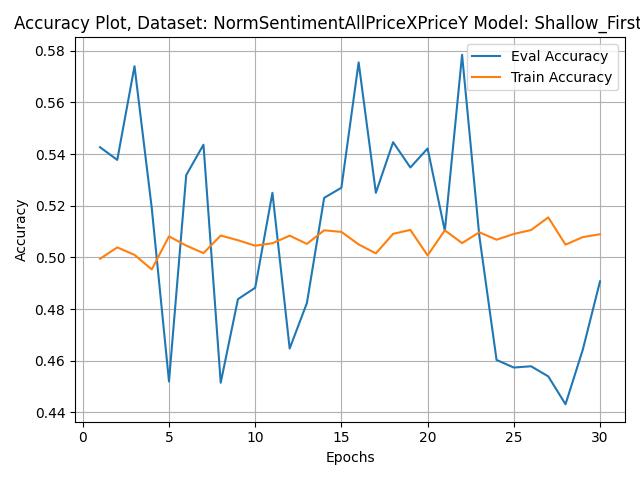 Accuracy Plot, Dataset: NormSentimentAllPriceXPriceY Model: Shallow_First
Eval Accuracy
Train Accuracy
0.58
0.56
0.54
0.52
0.50
0.48
0.46
0.44
Accuracy
0 5 10 15 20 25 30
Epochs